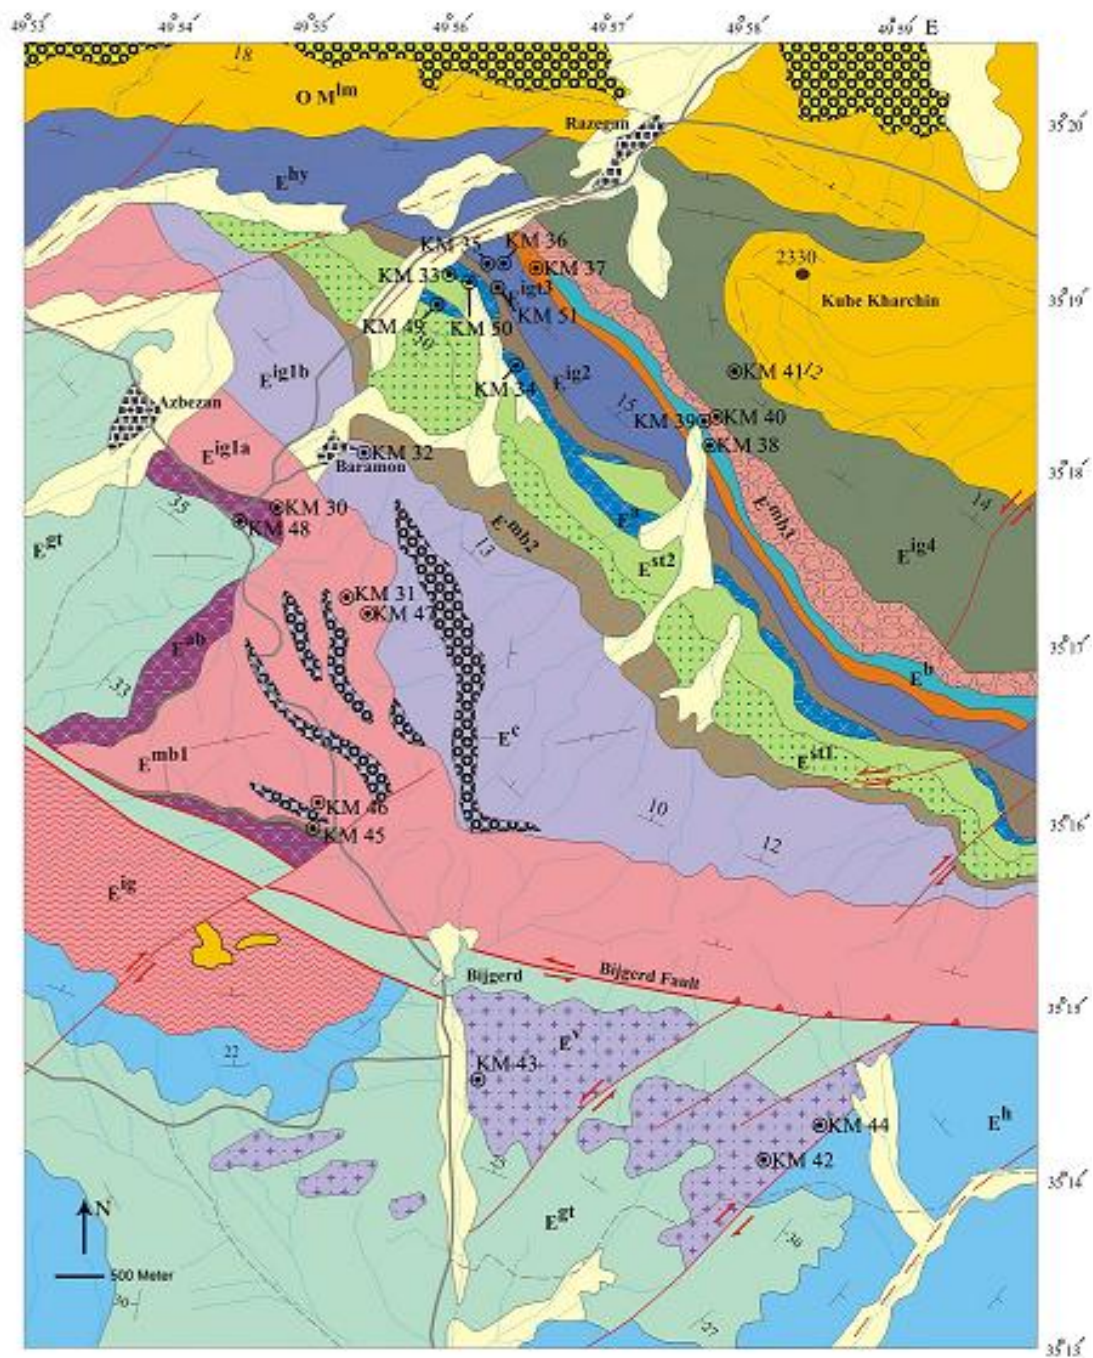 49°53′ 49°54′ 49°55′ 49°56′ 49°57′ 49°58′ 49°59′ E
18
O M lm
Razegan
35°20′
E hy
KM 35 KM 36
KM 33 KM 37
2330
E igt3
Kube Kharchin
35°19′
KM 49 KM 50 KM 51
KM 34
E ig2
KM 41
E ig1b
15
Azbezan
KM 39 KM 40
KM 38
E ig1a
KM 32
Baramon
35°18′
35
KM 30
KM 48
E mb2
E mb3
14
E gt
13
E ig4
E st2
KM 31
KM 47
35°17′
E ab
33
E b
E c
E mb1
E st1
KM 46
10
35°16′
KM 45
12
E ig
Bijgerd
Bijgerd Fault
35°15′
E v
22
KM 43
KM 44
E h
KM 42
35°14′
E gt
N
36
500 Meter
30
27
35°13′